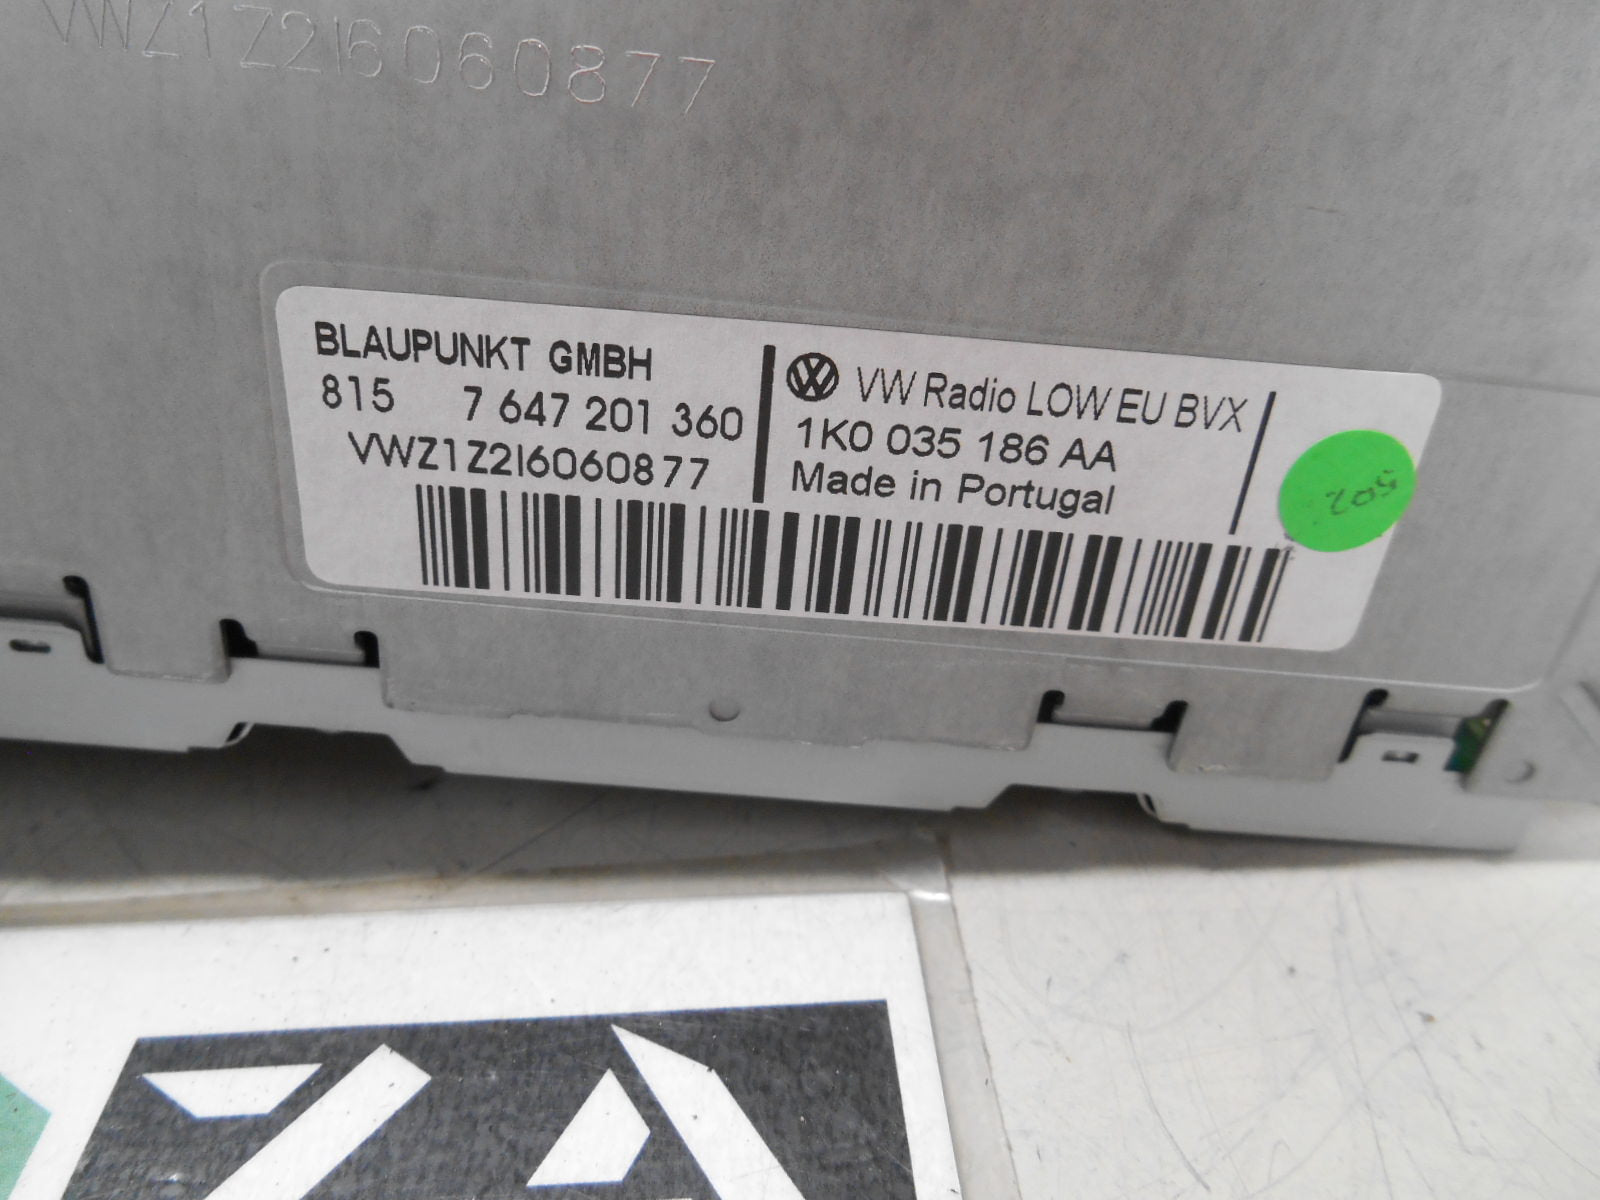 VWZ1Z2I6060877
BLAUPUNKT GMBH
815 7 647 201 360
VWZ1Z2I6060877
VW Radio LOW EU BVX
1K0 035 186 AA
Made in Portugal
ZA